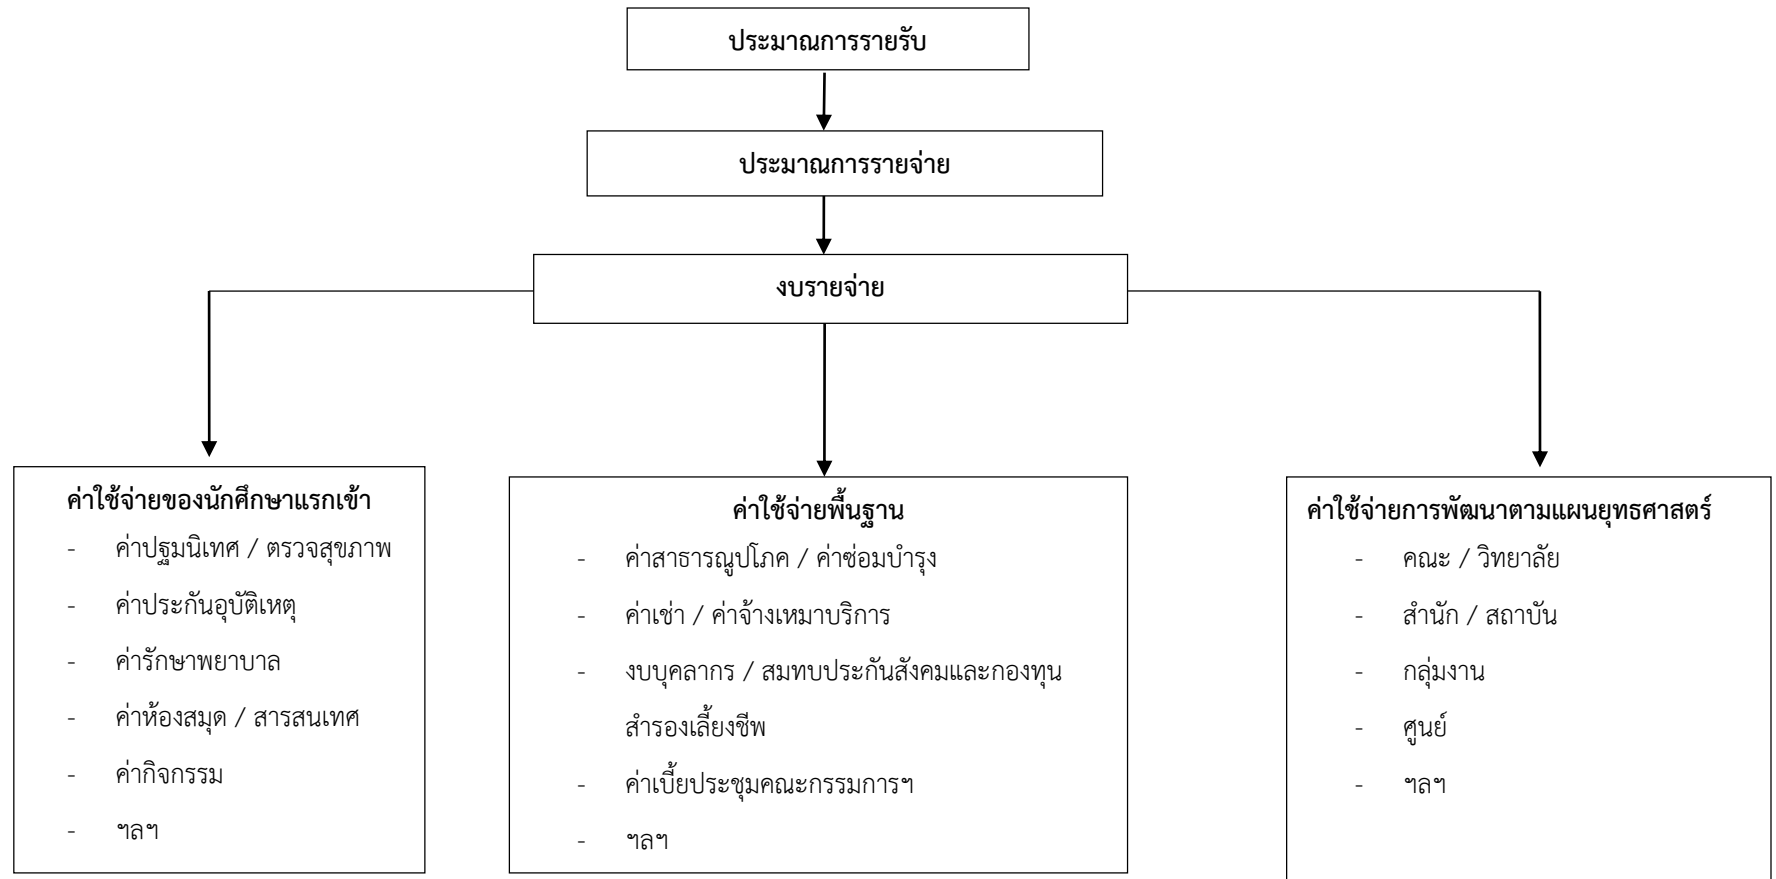 ประมาณการรายรับ
ประมาณการรายจ่าย
งบรายจ่าย
ค่าใช้จ่ายของนักศึกษาแรกเข้า
- ค่าปฐมนิเทศ / ตรวจสุขภาพ
- ค่าประกันอุบัติเหตุ
- ค่ารักษาพยาบาล
- ค่าห้องสมุด / สารสนเทศ
- ค่ากิจกรรม
- ฯลฯ
ค่าใช้จ่ายพื้นฐาน
- ค่าสาธารณูปโภค / ค่าซ่อมบำรุง
- ค่าเช่า / ค่าจ้างเหมาบริการ
- งบบุคลากร / สมทบประกันสังคมและกองทุน
สำรองเลี้ยงชีพ
- ค่าเบี้ยประชุมคณะกรรมการฯ
- ฯลฯ
ค่าใช้จ่ายการพัฒนาตามแผนยุทธศาสตร์
- คณะ / วิทยาลัย
- สำนัก / สถาบัน
- กลุ่มงาน
- ศูนย์
- ฯลฯ